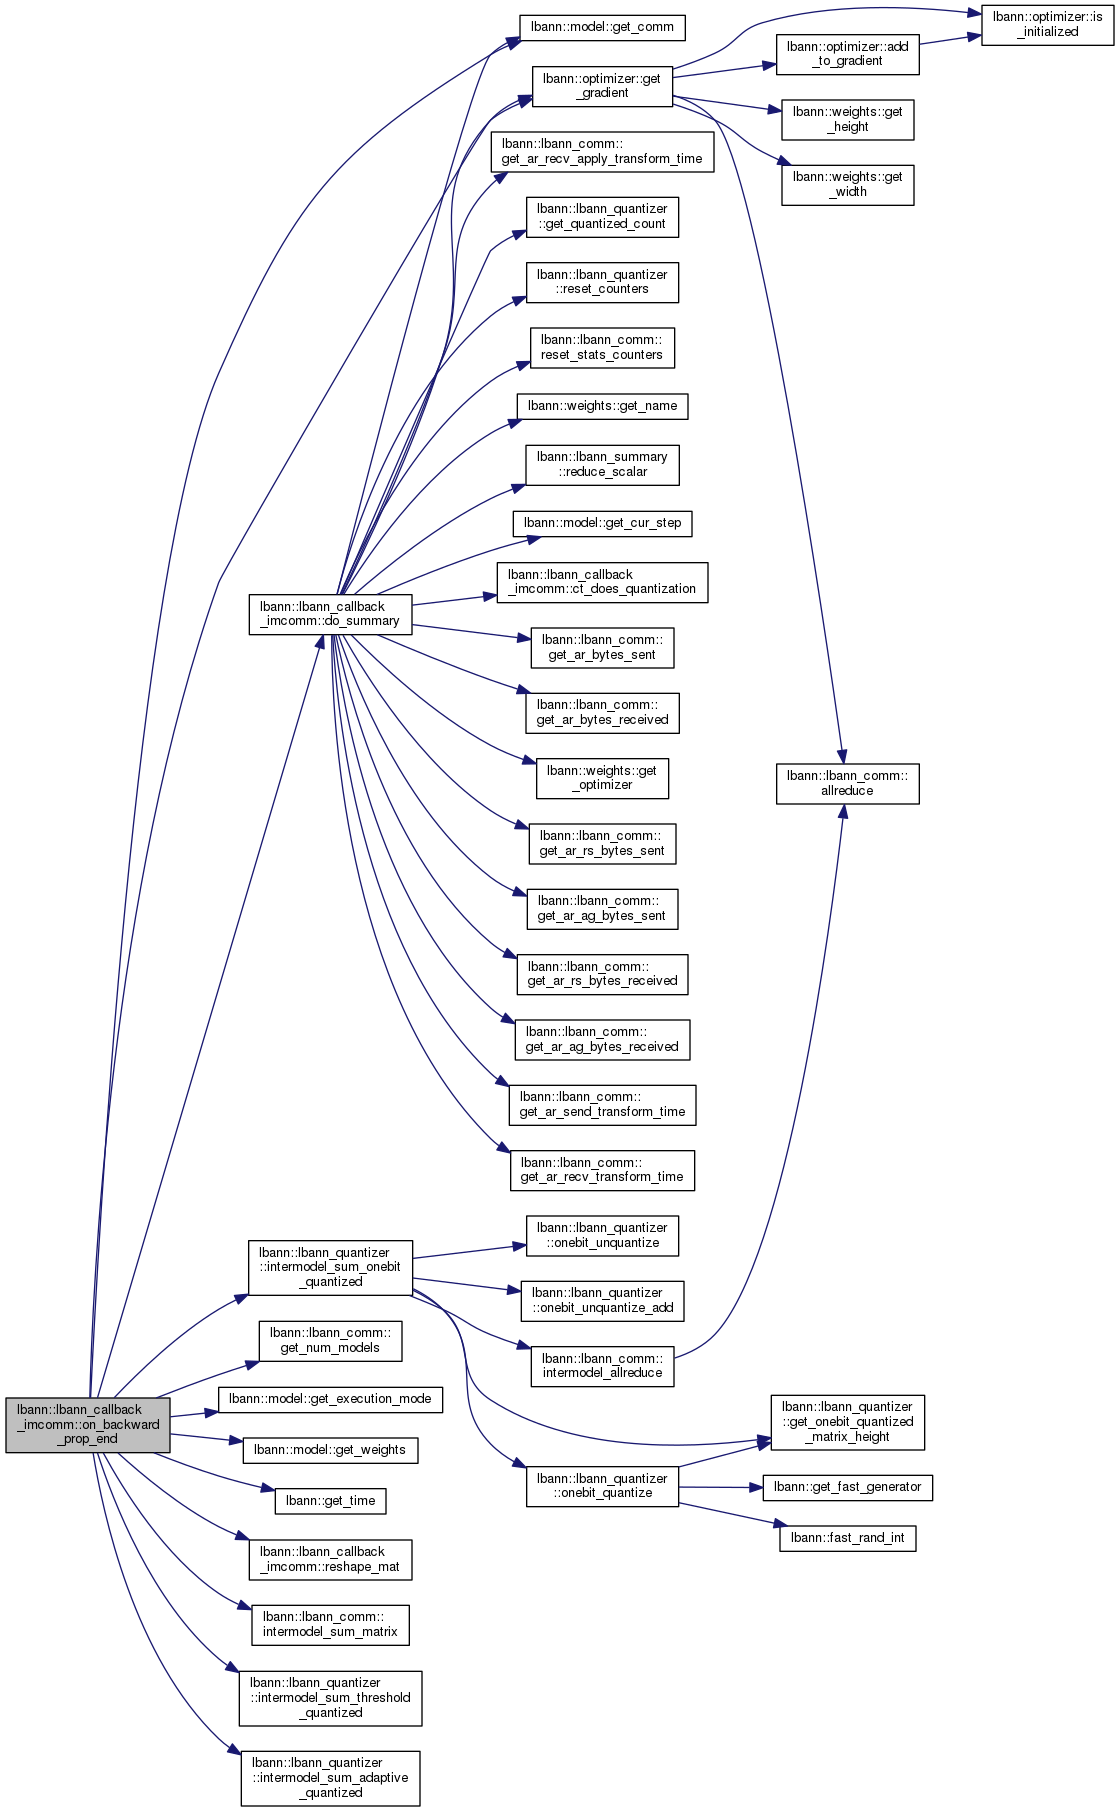 lbann::model::get_comm
lbann::optimizer::is
_initialized
lbann::optimizer::get
_gradient
lbann::optimizer::add
_to_gradient
lbann::weights::get
_height
lbann::lbann_comm::
get_ar_recv_apply_transform_time
lbann::weights::get
_width
lbann::lbann_quantizer
::get_quantized_count
lbann::lbann_quantizer
::reset_counters
lbann::lbann_comm::
reset_stats_counters
lbann::weights::get_name
lbann::lbann_summary
::reduce_scalar
lbann::model::get_cur_step
lbann::lbann_callback
_imcomm::ct_does_quantization
lbann::lbann_callback
_imcomm::do_summary
lbann::lbann_comm::
get_ar_bytes_sent
lbann::lbann_comm::
get_ar_bytes_received
lbann::weights::get
_optimizer
lbann::lbann_comm::
allreduce
lbann::lbann_comm::
get_ar_rs_bytes_sent
lbann::lbann_comm::
get_ar_ag_bytes_sent
lbann::lbann_comm::
get_ar_rs_bytes_received
lbann::lbann_comm::
get_ar_ag_bytes_received
lbann::lbann_comm::
get_ar_send_transform_time
lbann::lbann_comm::
get_ar_recv_transform_time
lbann::lbann_quantizer
::onebit_unquantize
lbann::lbann_quantizer
::intermodel_sum_onebit
_quantized
lbann::lbann_quantizer
::onebit_unquantize_add
lbann::lbann_comm::
get_num_models
lbann::lbann_comm::
intermodel_allreduce
lbann::model::get_execution_mode
lbann::lbann_callback
_imcomm::on_backward
_prop_end
lbann::lbann_quantizer
::get_onebit_quantized
_matrix_height
lbann::model::get_weights
lbann::lbann_quantizer
::onebit_quantize
lbann::get_fast_generator
lbann::get_time
lbann::fast_rand_int
lbann::lbann_callback
_imcomm::reshape_mat
lbann::lbann_comm::
intermodel_sum_matrix
lbann::lbann_quantizer
::intermodel_sum_threshold
_quantized
lbann::lbann_quantizer
::intermodel_sum_adaptive
_quantized